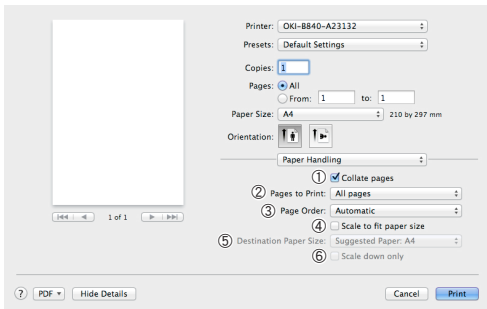 Printer: OKI-B840-A23132
Presets: Default Settings
Copies: 1
Pages: All
From: 1 to: 1
Paper Size: A4 210 by 297 mm
Orientation:
Paper Handling
① Collate pages
② Pages to Print: All pages
③ Page Order: Automatic
④ Scale to fit paper size
⑤ Destination Paper Size: Suggested Paper: A4
⑥ Scale down only
1 of 1
? PDF Hide Details Cancel Print